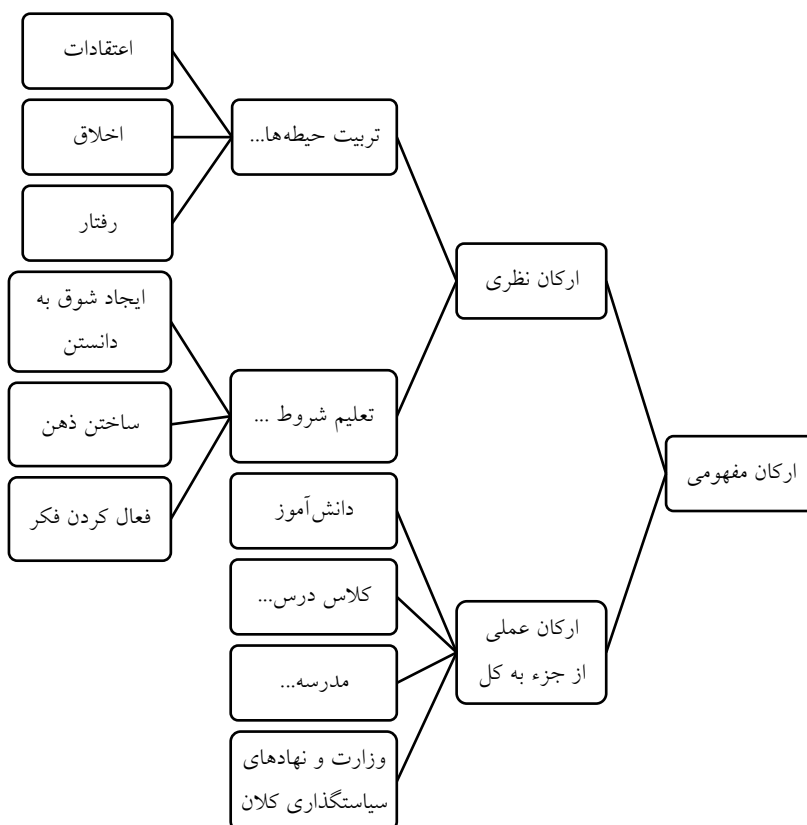 ارکان مفهومی
ارکان نظری
تربیت حیطه‌ها...
اعتقادات
اخلاق
رفتار
تعلیم شروط ...
ایجاد شوق به
دانستن
ساختن ذهن
فعال کردن فکر
ارکان عملی
از جزء به کل
دانش‌آموز
کلاس درس...
مدرسه...
وزارت و نهادهای
سیاستگذاری کلان